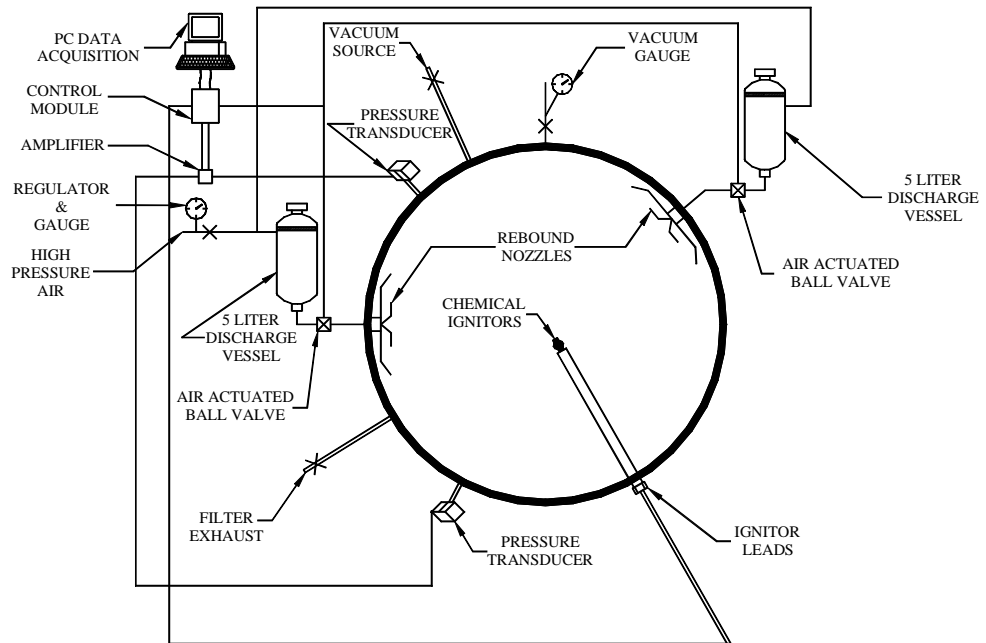 PC DATA
ACQUISITION
CONTROL
MODULE
AMPLIFIER
REGULATOR
&
GAUGE
HIGH
PRESSURE
AIR
VACUUM
SOURCE
PRESSURE
TRANSDUCER
VACUUM
GAUGE
5 LITER
DISCHARGE
VESSEL
REBOUND
NOZZLES
AIR ACTUATED
BALL VALVE
CHEMICAL
IGNITORS
5 LITER
DISCHARGE
VESSEL
AIR ACTUATED
BALL VALVE
FILTER
EXHAUST
PRESSURE
TRANSDUCER
IGNITOR
LEADS